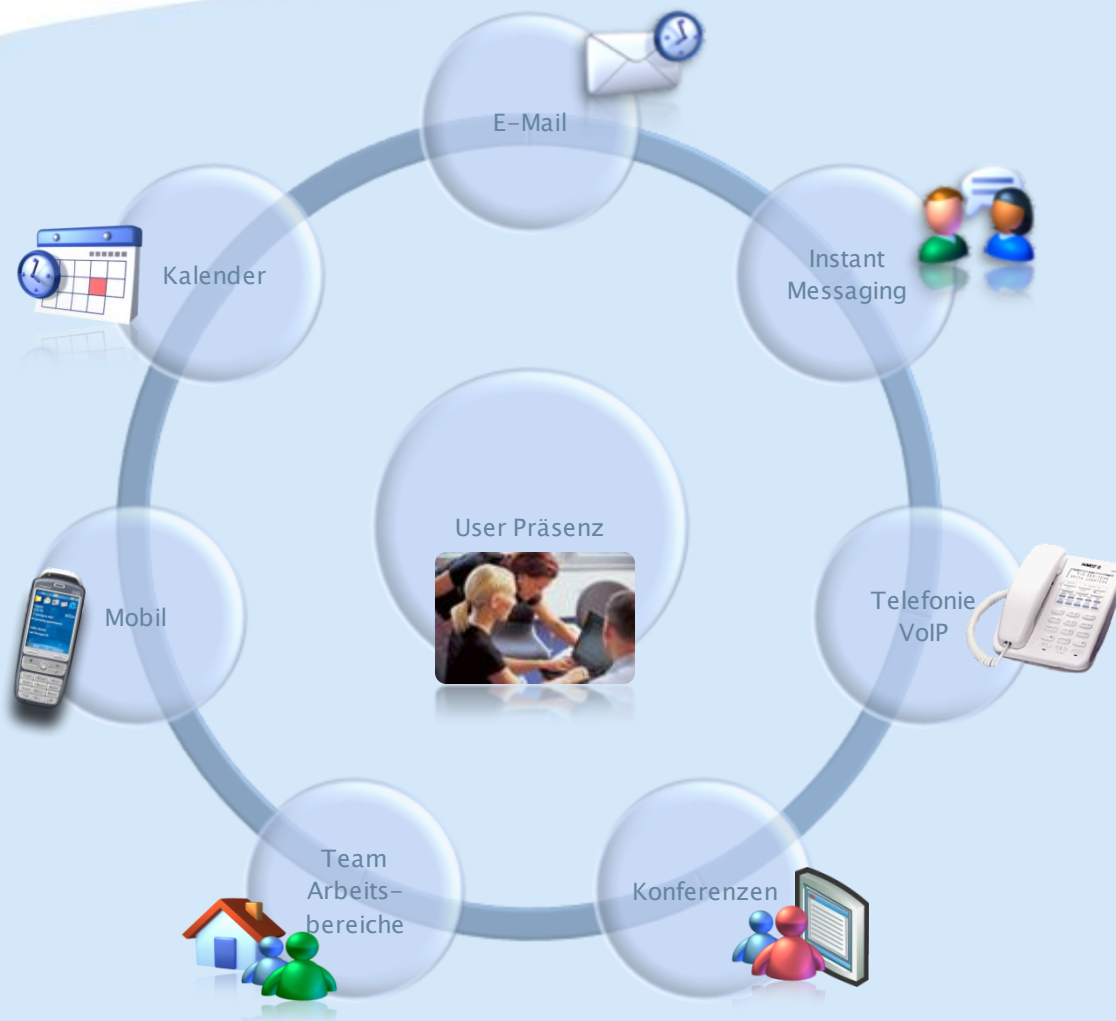 E-Mail
Instant
Messaging
Kalender
User Präsenz
Telefonie
VoIP
Mobil
Team
Arbeits-
bereiche
Konferenzen